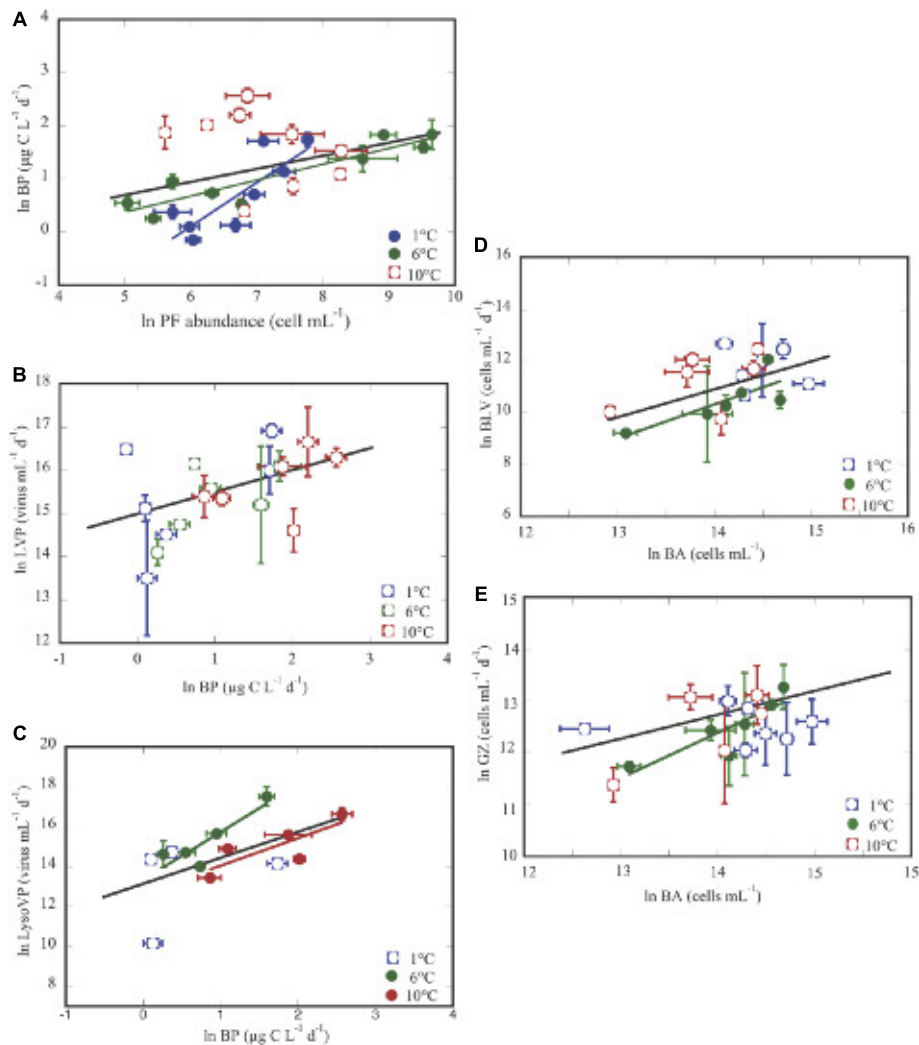 A
ln BP (µg C L⁻¹ d⁻¹)
4
3
2
1
0
-1
4 5 6 7 8 9 10
ln PF abundance (cell mL⁻¹)
1°C
6°C
10°C
B
ln LVP (virus mL⁻¹ d⁻¹)
18
17
16
15
14
13
12
-1 0 1 2 3 4
ln BP (µg C L⁻¹ d⁻¹)
1°C
6°C
10°C
C
ln LysoVP (virus mL⁻¹ d⁻¹)
20
18
16
14
12
10
8
-1 0 1 2 3 4
ln BP (µg C L⁻¹ d⁻¹)
1°C
6°C
10°C
D
ln BLV (cells mL⁻¹ d⁻¹)
16
14
12
10
8
6
12 13 14 15 16
ln BA (cells mL⁻¹)
1°C
6°C
10°C
E
ln GZ (cells mL⁻¹ d⁻¹)
15
14
13
12
11
10
12 13 14 15 15
ln BA (cells mL⁻¹)
1°C
6°C
10°C